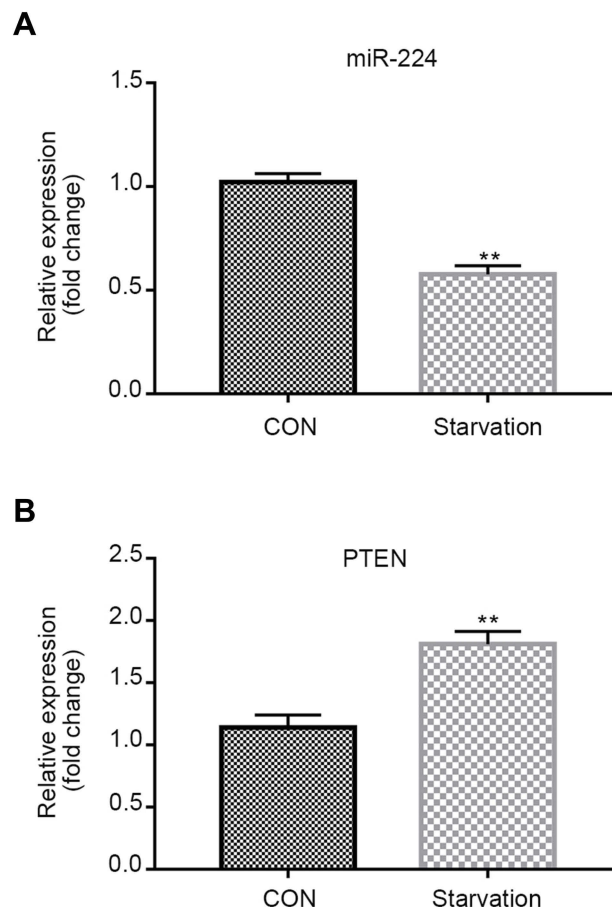 A
miR-224
1.5
1.0
0.5
0.0
Relative expression
(fold change)
**
CON Starvation
B
PTEN
2.5
2.0
1.5
1.0
0.5
0.0
Relative expression
(fold change)
**
CON Starvation